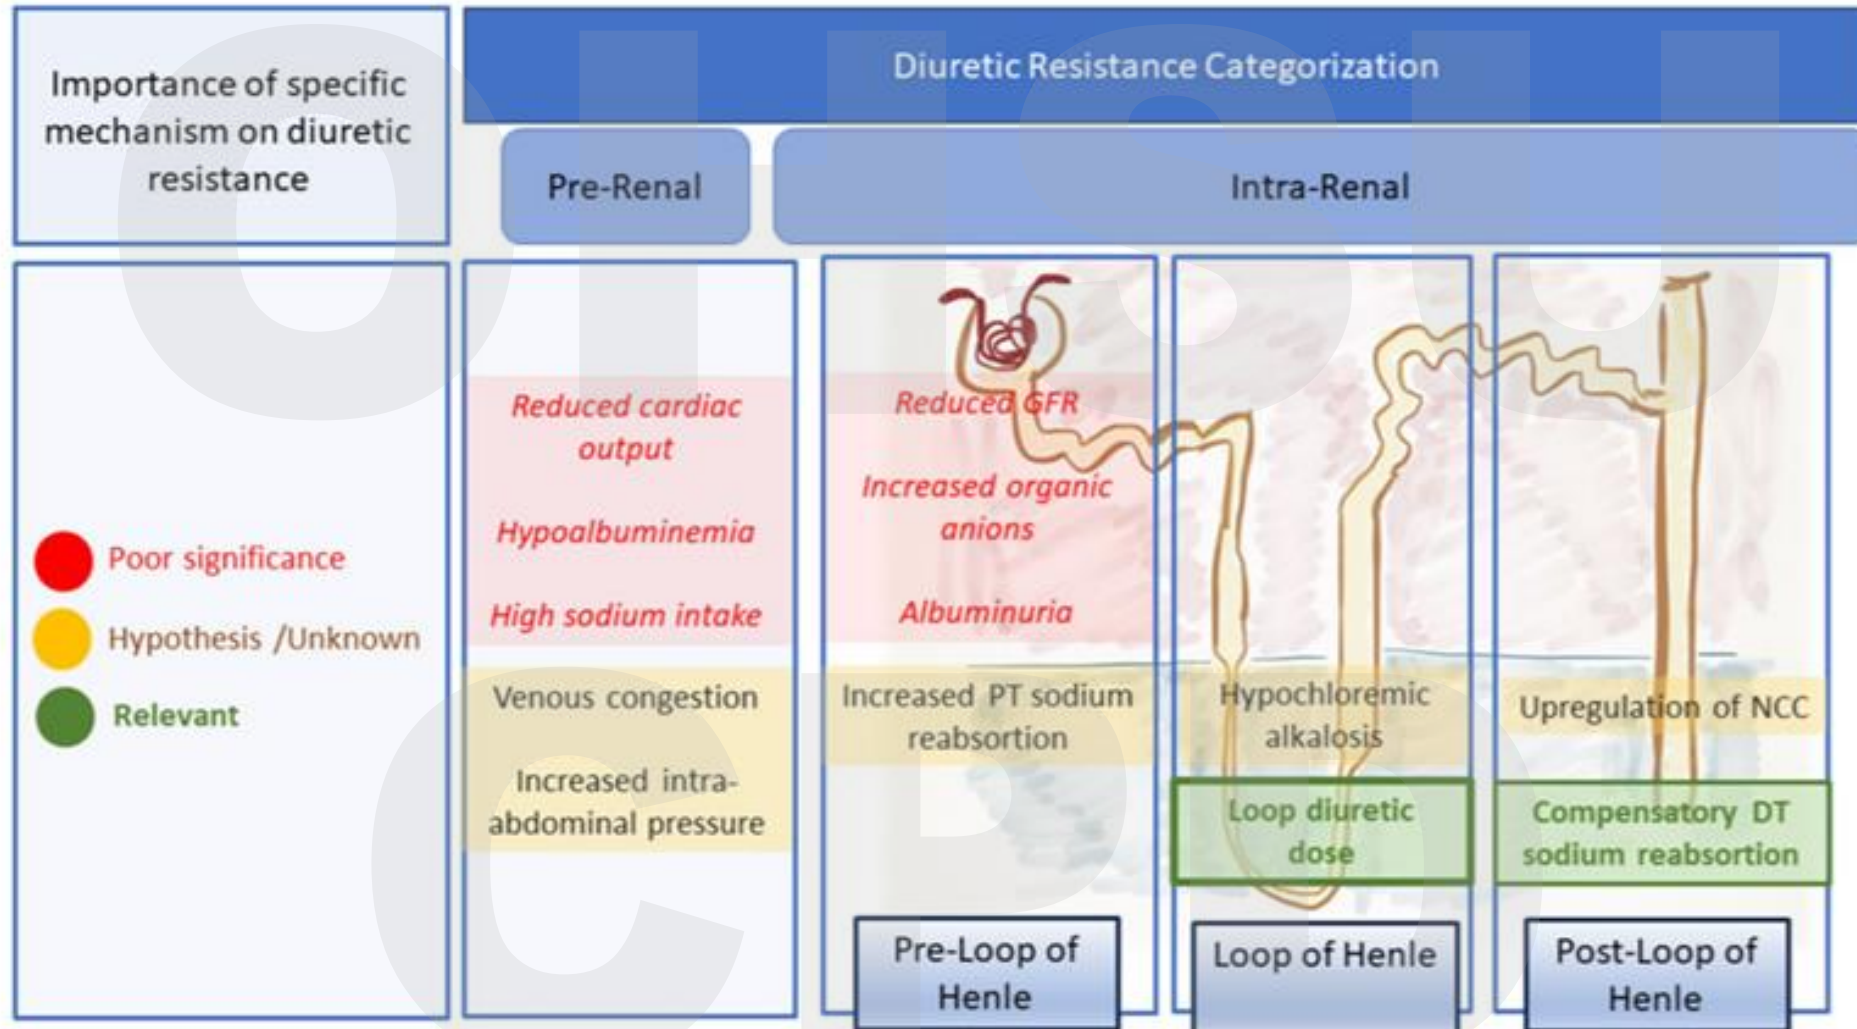 Importance of specific
mechanism on diuretic
resistance
Diuretic Resistance Categorization
Pre-Renal
Intra-Renal
Poor significance
Hypothesis /Unknown
Relevant
Reduced cardiac
output
Hypoalbuminemia
High sodium intake
Venous congestion
Increased intra-
abdominal pressure
Reduced GFR
Increased organic
anions
Albuminuria
Increased PT sodium
reabsortion
Pre-Loop of
Henle
Hypochloremic
alkalosis
Loop diuretic
dose
Loop of Henle
Upregulation of NCC
Compensatory DT
sodium reabsortion
Post-Loop of
Henle
OHSU